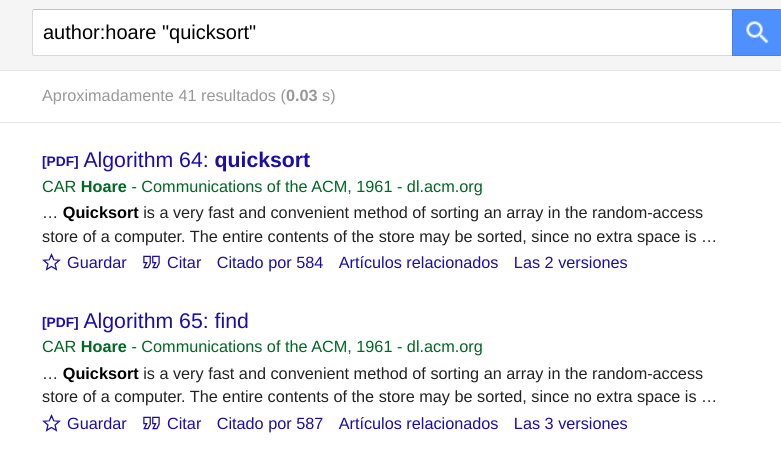 author:hoare "quicksort"
Aproximadamente 41 resultados (0.03 s)
[PDF] Algorithm 64: quicksort
CAR Hoare - Communications of the ACM, 1961 - dl.acm.org
… Quicksort is a very fast and convenient method of sorting an array in the random-access
store of a computer. The entire contents of the store may be sorted, since no extra space is …
Guardar Citar Citado por 584 Artículos relacionados Las 2 versiones
[PDF] Algorithm 65: find
CAR Hoare - Communications of the ACM, 1961 - dl.acm.org
… Quicksort is a very fast and convenient method of sorting an array in the random-access
store of a computer. The entire contents of the store may be sorted, since no extra space is …
Guardar Citar Citado por 587 Artículos relacionados Las 3 versiones